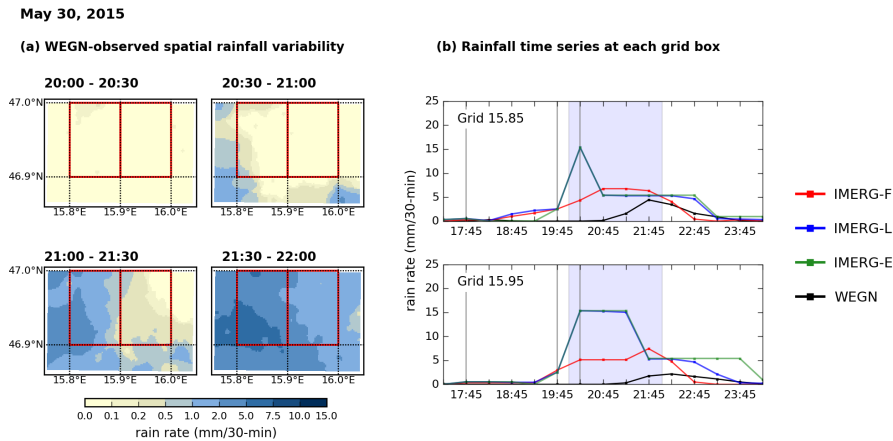 May 30, 2015
(a) WEGN-observed spatial rainfall variability
(b) Rainfall time series at each grid box
20:00 - 20:30
20:30 - 21:00
47.0°N
46.9°N
15.8°E 15.9°E 16.0°E
15.8°E 15.9°E 16.0°E
21:00 - 21:30
21:30 - 22:00
47.0°N
46.9°N
15.8°E 15.9°E 16.0°E
15.8°E 15.9°E 16.0°E
0.0 0.1 0.2 0.5 1.0 2.0 5.0 7.5 10.0 15.0
rain rate (mm/30-min)
rain rate (mm/30-min)
25
20
15
10
5
0
Grid 15.85
17:45 18:45 19:45 20:45 21:45 22:45 23:45
25
20
15
10
5
0
Grid 15.95
17:45 18:45 19:45 20:45 21:45 22:45 23:45
IMERG-F
IMERG-L
IMERG-E
WEGN